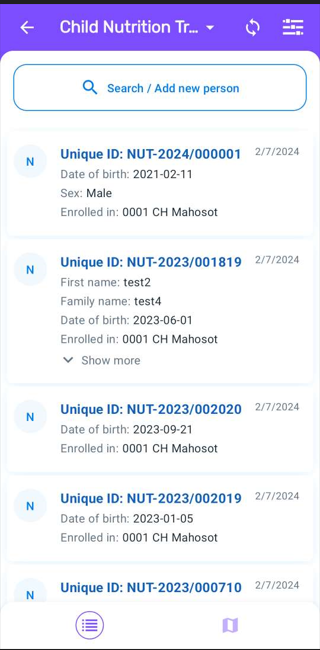 Child Nutrition Tr...
Search / Add new person
N
Unique ID: NUT-2024/000001
2/7/2024
Date of birth: 2021-02-11
Sex: Male
Enrolled in: 0001 CH Mahosot
N
Unique ID: NUT-2023/001819
2/7/2024
First name: test2
Family name: test4
Date of birth: 2023-06-01
Enrolled in: 0001 CH Mahosot
Show more
N
Unique ID: NUT-2023/002020
2/7/2024
Date of birth: 2023-09-21
Enrolled in: 0001 CH Mahosot
N
Unique ID: NUT-2023/002019
2/7/2024
Date of birth: 2023-01-05
Enrolled in: 0001 CH Mahosot
N
Unique ID: NUT-2023/000710
2/7/2024